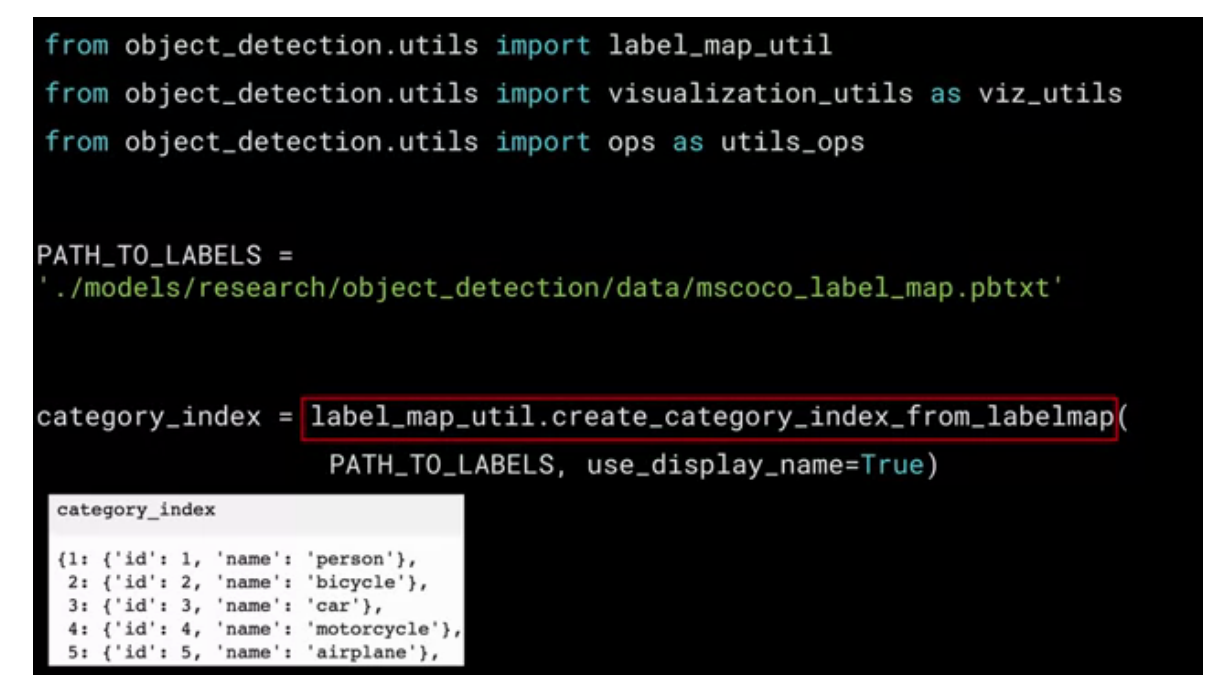 from object_detection.utils import label_map_util
from object_detection.utils import visualization_utils as viz_utils
from object_detection.utils import ops as utils_ops
PATH_TO_LABELS =
'./models/research/object_detection/data/mscoco_label_map.pbtxt'
category_index = label_map_util.create_category_index_from_labelmap(
PATH_TO_LABELS, use_display_name=True)
category_index
{1: {'id': 1, 'name': 'person'},
2: {'id': 2, 'name': 'bicycle'},
3: {'id': 3, 'name': 'car'},
4: {'id': 4, 'name': 'motorcycle'},
5: {'id': 5, 'name': 'airplane'},